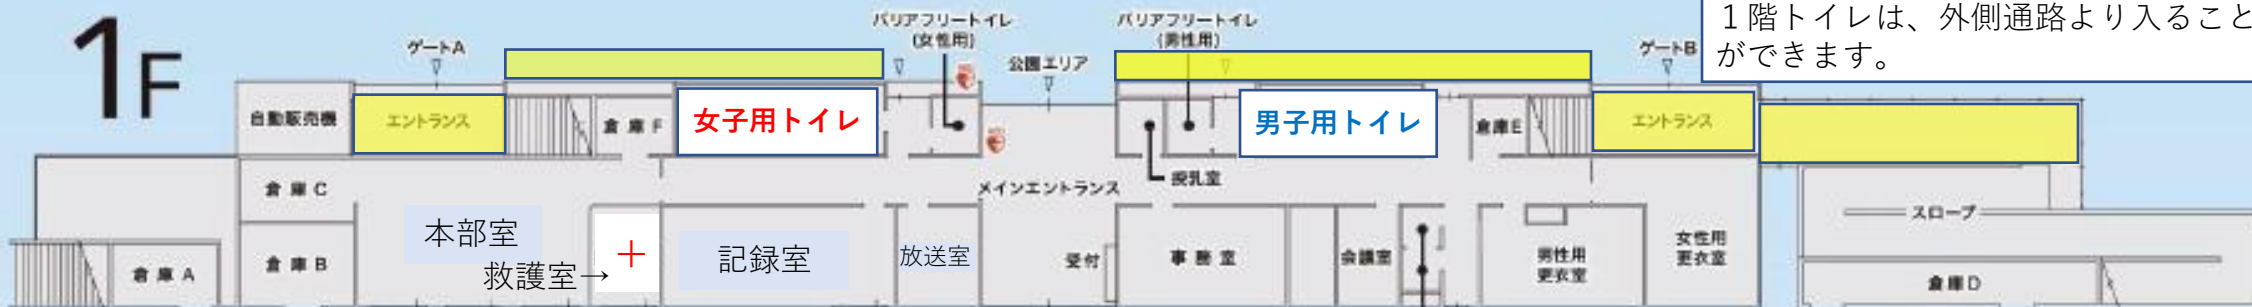 1F
ゲートA
バリアフリートイレ
(女性用)
公園エリア
バリアフリートイレ
(男性用)
ゲートB
１階トイレは、外側通路より入ること
ができます。
自動販売機
エントランス
倉庫F
女子用トイレ
男子用トイレ
倉庫E
エントランス
倉庫C
メインエントランス
授乳室
スロープ
本部室
救護室→
記録室
放送室
受付
事務室
会議室
男性用
更衣室
女性用
更衣室
倉庫A
倉庫B
倉庫D